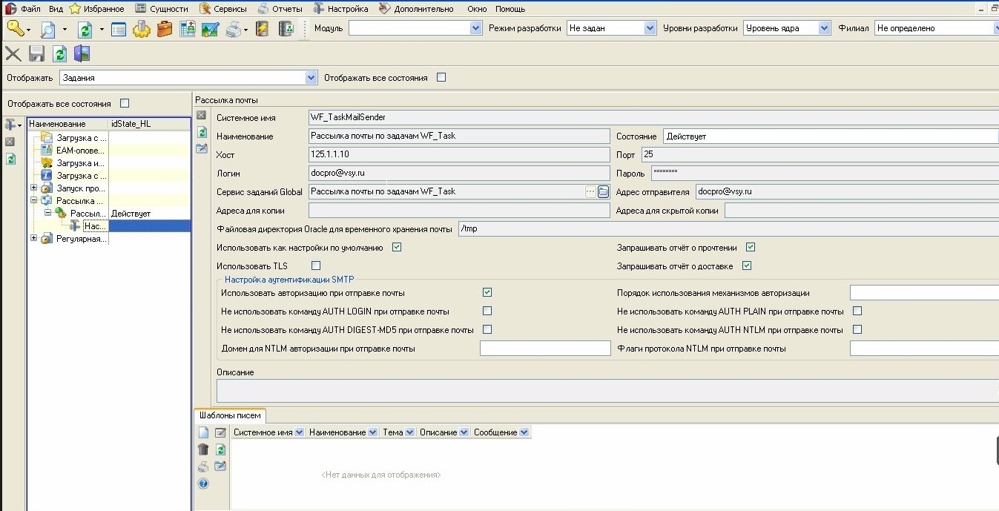 Файл Вид Избранное Сущности Сервисы Отчеты Настройка Дополнительно Окно Помощь
Модуль Режим разработки Не задан Уровни разработки Уровень ядра Филиал Не определено
Отображать Задания Отображать все состояния
Отображать все состояния
Наименование idState_HL
Загрузка с ...
EAM-опове...
Загрузка и...
Загрузка с ...
Запуск про...
Рассылка ...
Рассыл... Действует
Нас...
Регулярная...
Рассылка почты
Системное имя WF_TaskMailSender
Наименование Рассылка почты по задачам WF_Task Состояние Действует
Хост 125.1.1.10 Порт 25
Логин docpro@vsy.ru Пароль ********
Сервис заданий Global Рассылка почты по задачам WF_Task ... Адрес отправителя docpro@vsy.ru
Адреса для копии Адреса для скрытой копии
Файловая директория Oracle для временного хранения почты /tmp
Использовать как настройки по умолчанию Запрашивать отчёт о прочтении
Использовать TLS Запрашивать отчёт о доставке
Настройка аутентификации SMTP
Использовать авторизацию при отправке почты Порядок использования механизмов авторизации
Не использовать команду AUTH LOGIN при отправке почты Не использовать команду AUTH PLAIN при отправке почты
Не использовать команду AUTH DIGEST-MD5 при отправке почты Не использовать команду AUTH NTLM при отправке почты
Домен для NTLM авторизации при отправке почты Флаги протокола NTLM при отправке почты
Описание
Шаблоны писем
Системное имя Наименование Тема Описание Сообщение
<Нет данных для отображения>